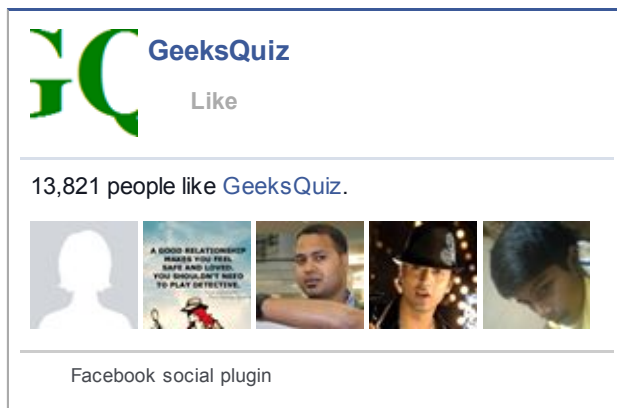 GQ
GeeksQuiz
Like
13,821 people like GeeksQuiz.
A GOOD RELATIONSHIP
MAKES YOU FEEL
SAFE AND LOVED.
YOU SHOULDN'T NEED
TO PLAY DETECTIVE.
Facebook social plugin